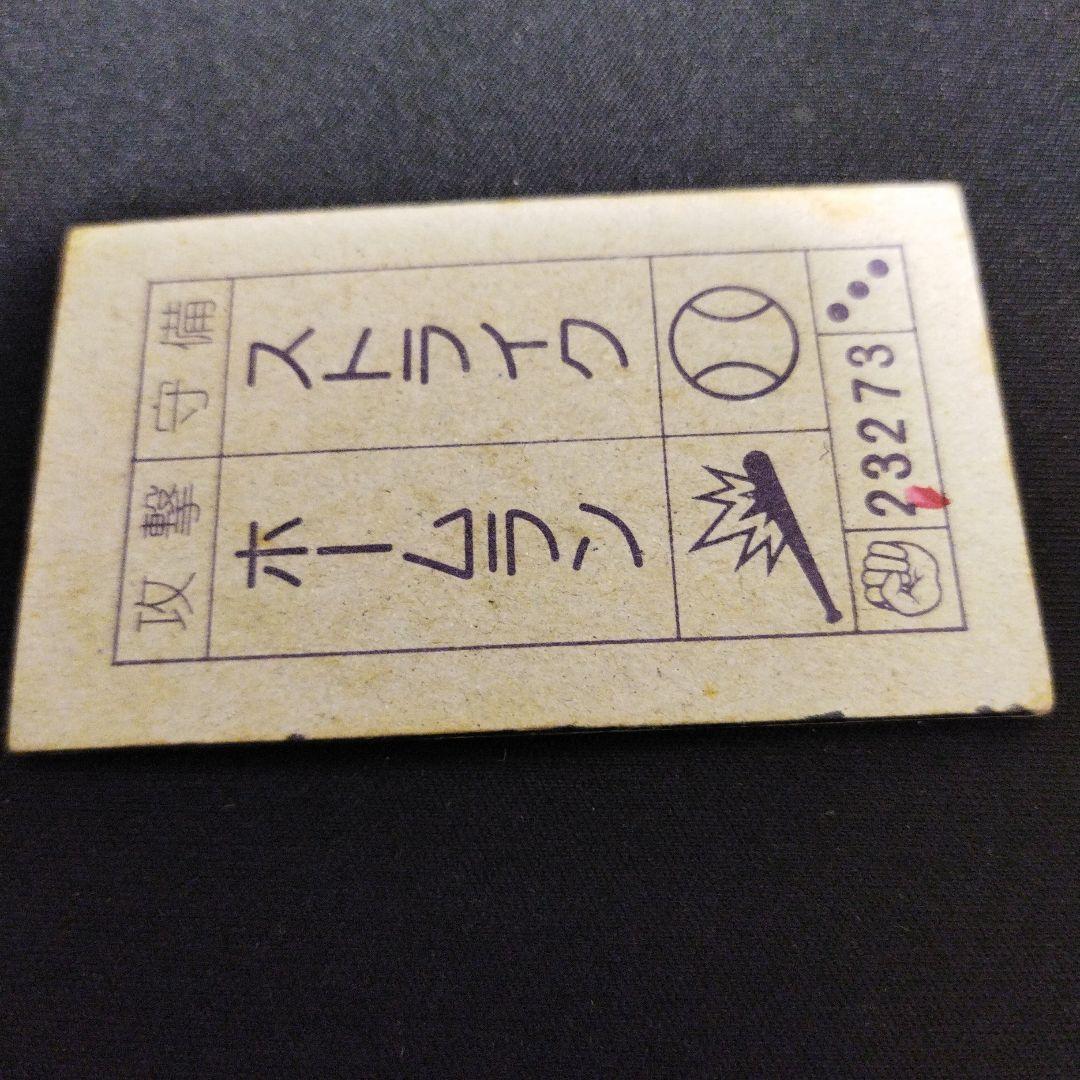 攻撃
守備
ホームラン
ストライク
23273